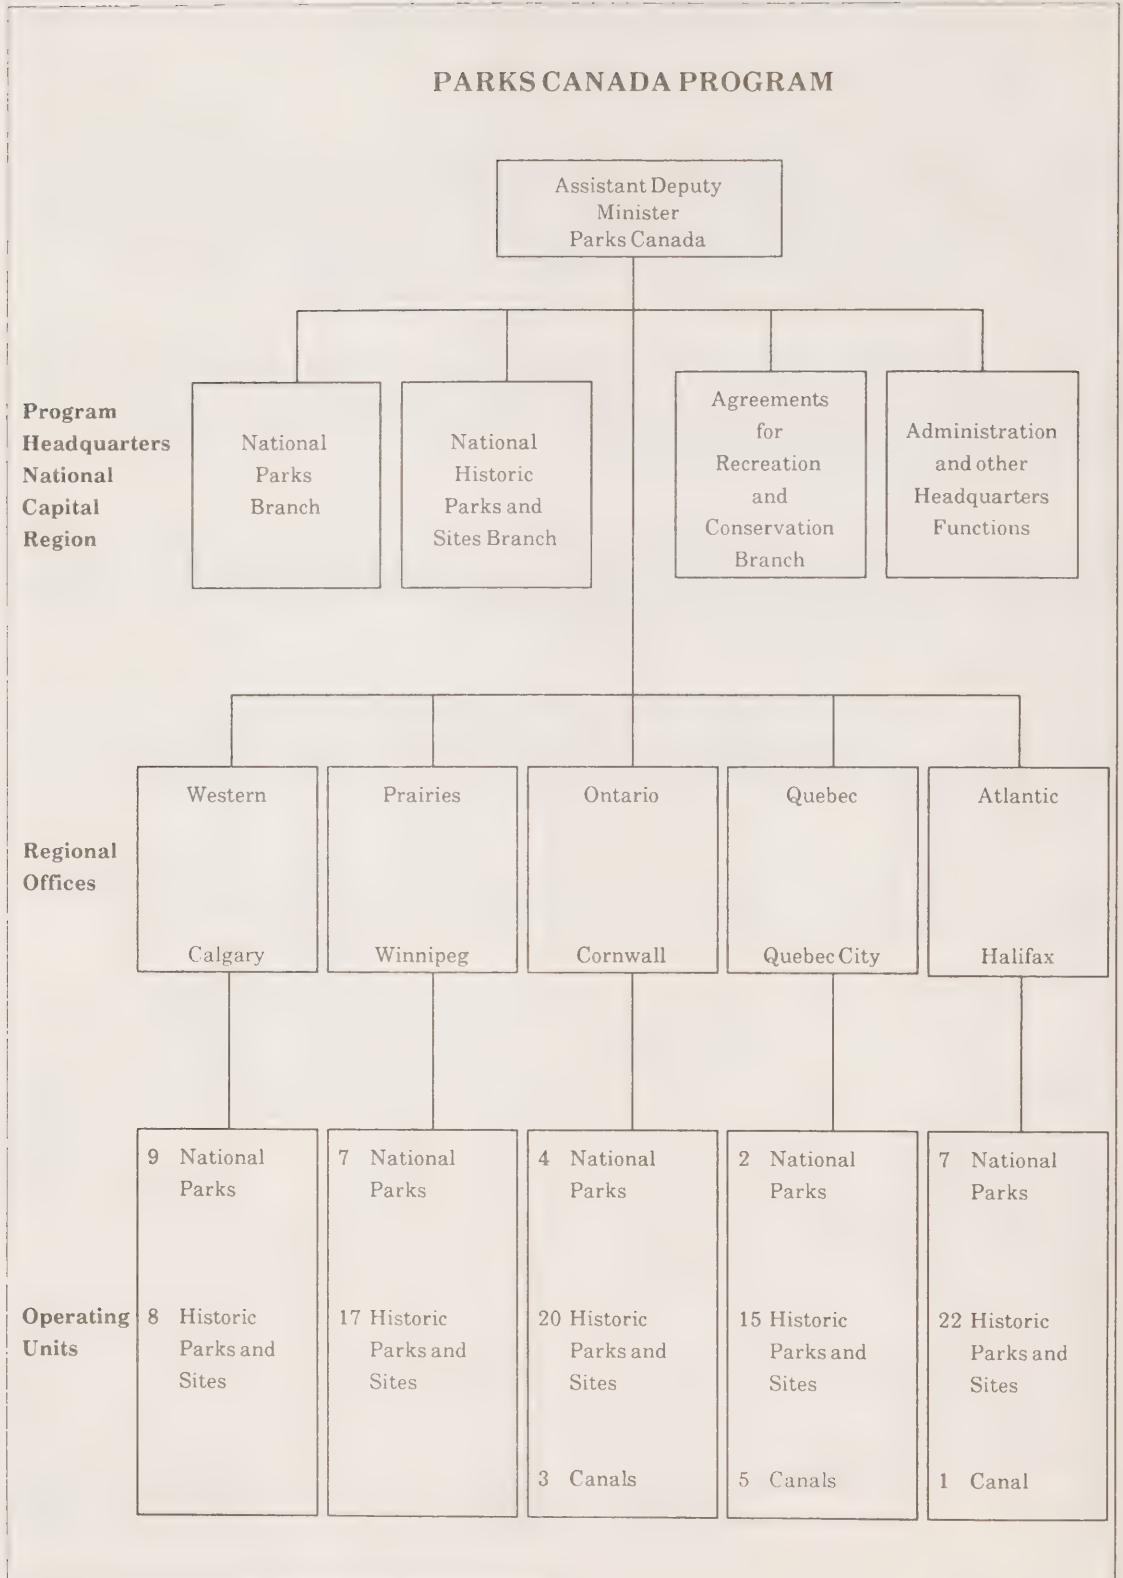 PARKS CANADA PROGRAM
Assistant Deputy
Minister
Parks Canada
Program
Headquarters
National
Capital
Region
National
Parks
Branch
National
Historic
Parks and
Sites Branch
Agreements
for
Recreation
and
Conservation
Branch
Administration
and other
Headquarters
Functions
Regional
Offices
Western
Calgary
Prairies
Winnipeg
Ontario
Cornwall
Quebec
Quebec City
Atlantic
Halifax
Operating
Units
9 National
Parks
8 Historic
Parks and
Sites
7 National
Parks
17 Historic
Parks and
Sites
4 National
Parks
20 Historic
Parks and
Sites
3 Canals
2 National
Parks
15 Historic
Parks and
Sites
5 Canals
7 National
Parks
22 Historic
Parks and
Sites
1 Canal